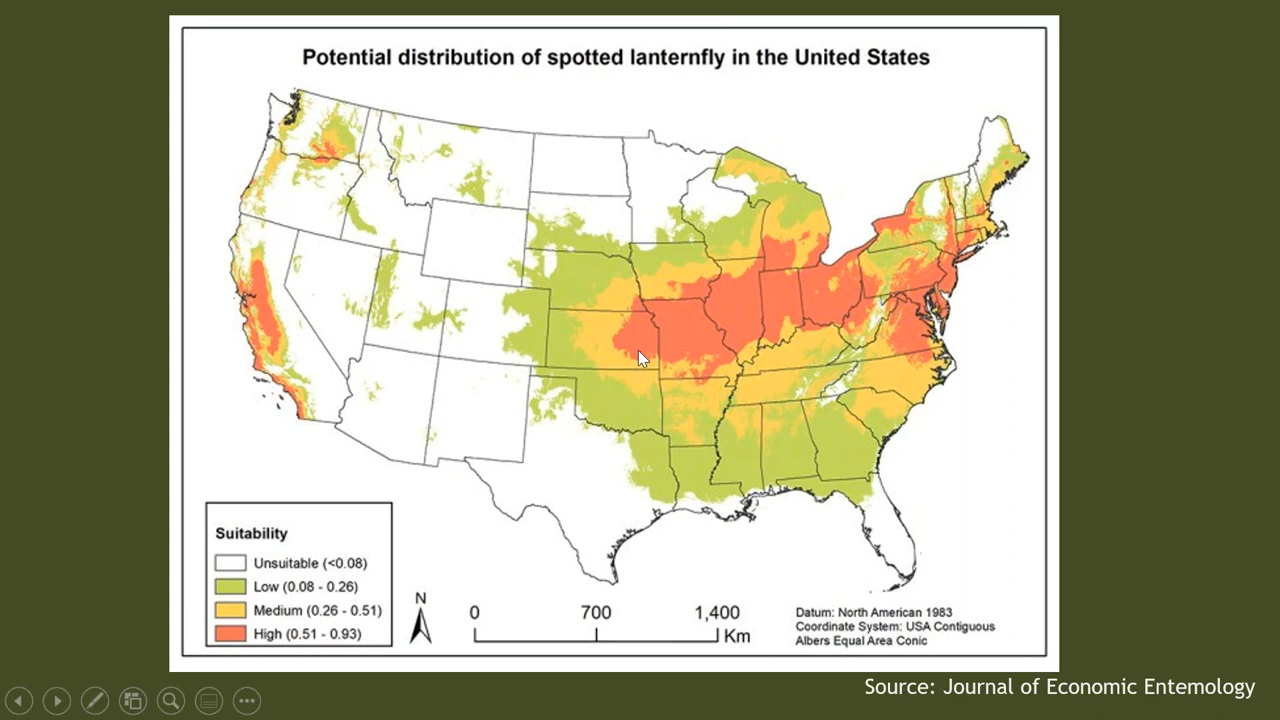 Potential distribution of spotted lanternfly in the United States
Suitability
Unsuitable (<0.08)
Low (0.08 - 0.26)
Medium (0.26 - 0.51)
High (0.51 - 0.93)
N
0 700 1,400
Km
Datum: North American 1983
Coordinate System: USA Contiguous
Albers Equal Area Conic
Source: Journal of Economic Entemology